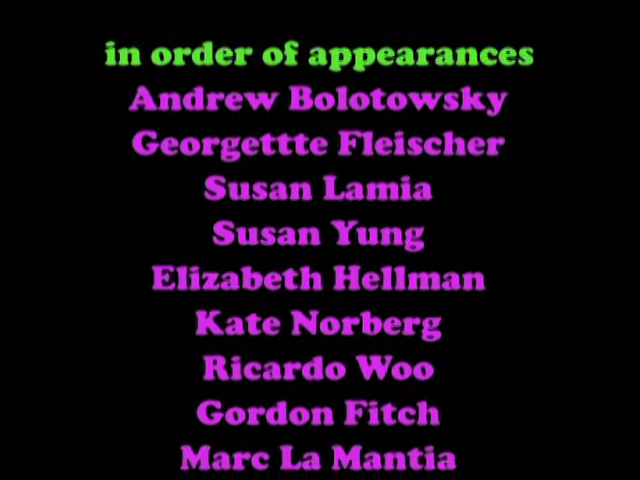 in order of appearances
Andrew Bolotowsky
Georgettte Fleischer
Susan Lamia
Susan Yung
Elizabeth Hellman
Kate Norberg
Ricardo Woo
Gordon Fitch
Marc La Mantia